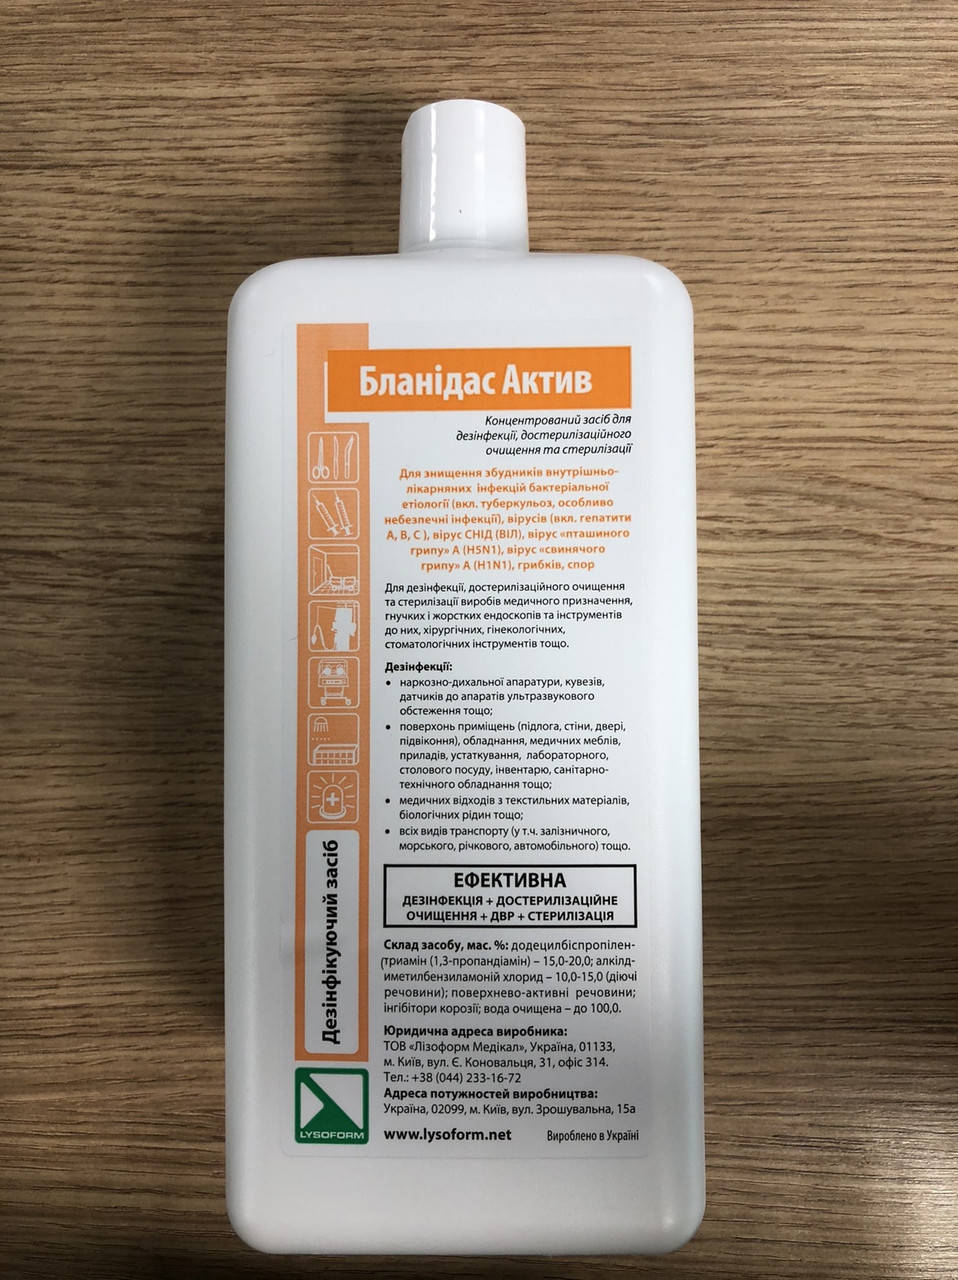 Бланідас Актив
Концентрований засіб для
дезінфекції, достерилізаційного
очищення та стерилізації
Для знищення збудників внутрішньо-
лікарняних інфекцій бактеріальної
етіології (вкл. туберкульоз, особливо
небезпечні інфекції), вірусів (вкл. гепатити
А, В, С ), вірус СНІД (ВІЛ), вірус «пташиного
грипу» А (H5N1), вірус «свинячого
грипу» А (H1N1), грибків, спор
Для дезінфекції, достерилізаційного очищення
та стерилізації виробів медичного призначення,
гнучких і жорстких ендоскопів та інструментів
до них, хірургічних, гінекологічних,
стоматологічних інструментів тощо.
Дезінфекції:
• наркозно-дихальної апаратури, кувезів,
датчиків до апаратів ультразвукового
обстеження тощо;
• поверхонь приміщень (підлога, стіни, двері,
підвіконня), обладнання, медичних меблів,
приладів, устаткування, лабораторного,
столового посуду, інвентарю, санітарно-
технічного обладнання тощо;
• медичних відходів з текстильних матеріалів,
біологічних рідин тощо;
• всіх видів транспорту (у т.ч. залізничного,
морського, річкового, автомобільного) тощо.
Дезінфікуючий засіб
ЕФЕКТИВНА
ДЕЗІНФЕКЦІЯ + ДОСТЕРИЛІЗАЦІЙНЕ
ОЧИЩЕННЯ + ДВР + СТЕРИЛІЗАЦІЯ
Склад засобу, мас. %: додецилбіспропілен-
триамін (1,3-пропандіамін) – 15,0-20,0; алкілд-
иметилбензиламоній хлорид – 10,0-15,0 (діючі
речовини); поверхнево-активні речовини;
інгібітори корозії; вода очищена – до 100,0.
Юридична адреса виробника:
ТОВ «Лізоформ Медікал», Україна, 01133,
м. Київ, вул. Є. Коновальця, 31, офіс 314.
Тел.: +38 (044) 233-16-72
Адреса потужностей виробництва:
Україна, 02099, м. Київ, вул. Зрошувальна, 15а
LYSOFORM
www.lysoform.net Вироблено в Україні